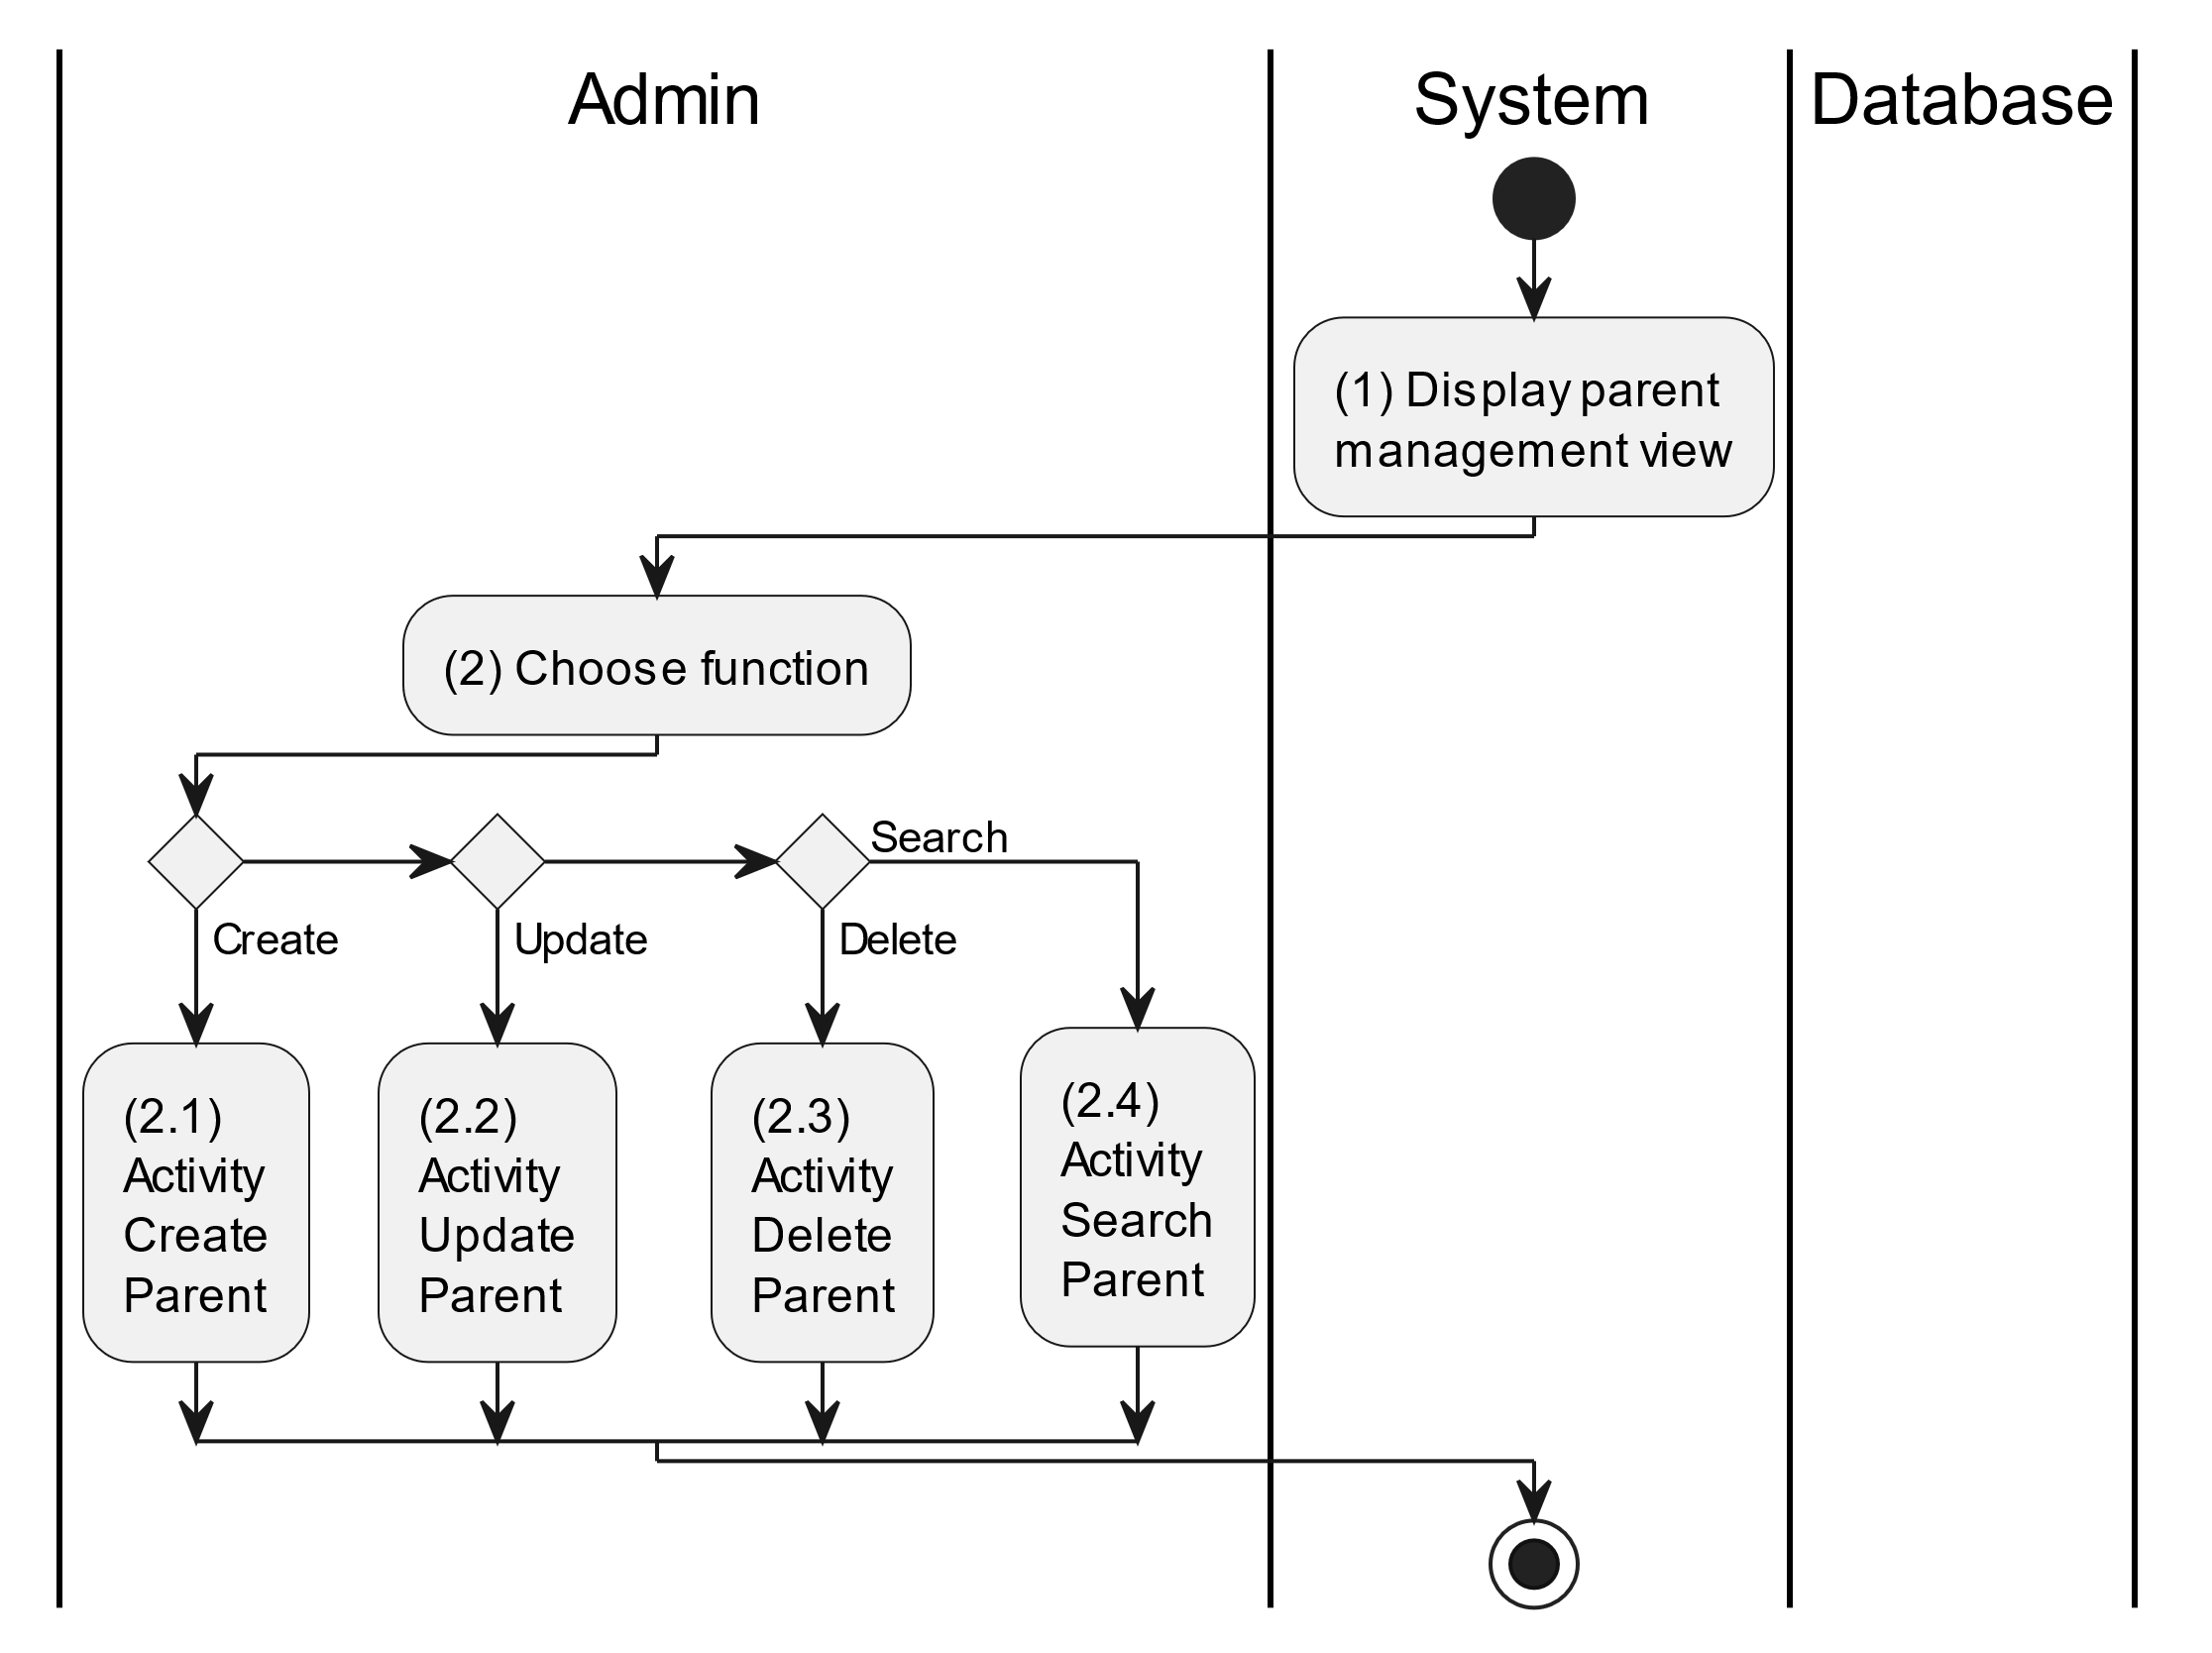 Admin
System
Database
(1) Display parent
management view
(2) Choose function
Search
Create
Update
Delete
(2.1)
Activity
Create
Parent
(2.2)
Activity
Update
Parent
(2.3)
Activity
Delete
Parent
(2.4)
Activity
Search
Parent